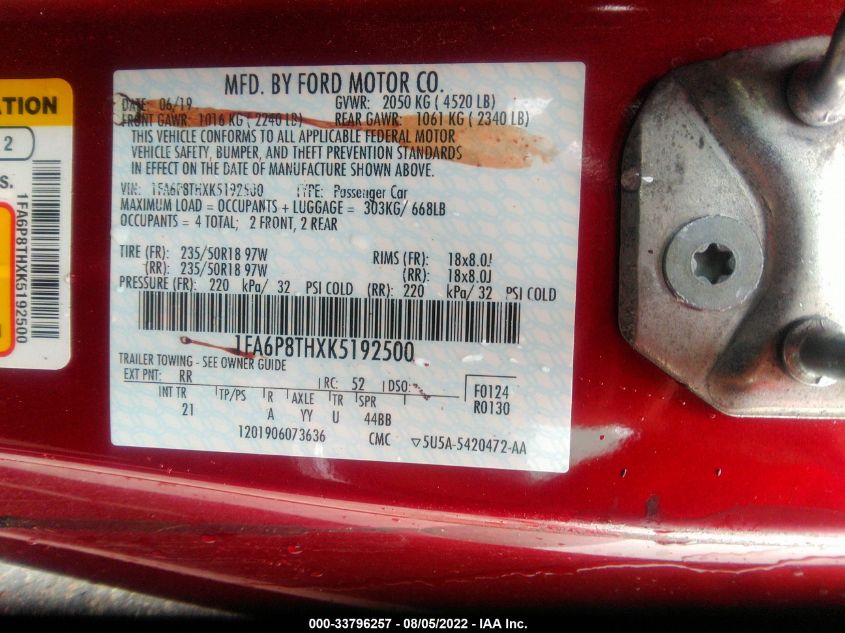 ATION
2
S.
1FA6P8THXK5192500
MFD. BY FORD MOTOR CO.
DATE: 06/19 GVWR: 2050 KG ( 4520 LB)
FRONT GAWR: 1016 KG ( 2240 LB) REAR GAWR: 1061 KG ( 2340 LB)
THIS VEHICLE CONFORMS TO ALL APPLICABLE FEDERAL MOTOR
VEHICLE SAFETY, BUMPER, AND THEFT PREVENTION STANDARDS
IN EFFECT ON THE DATE OF MANUFACTURE SHOWN ABOVE.
VIN: 1FA6P8THXK5192500 TYPE: Passenger Car
MAXIMUM LOAD = OCCUPANTS + LUGGAGE = 303KG/ 668LB
OCCUPANTS = 4 TOTAL; 2 FRONT, 2 REAR
TIRE (FR): 235/50R18 97W RIMS (FR): 18x8.0J
(RR): 235/50R18 97W (RR): 18x8.0J
PRESSURE (FR): 220 kPa/ 32 PSI COLD (RR): 220 kPa/ 32 PSI COLD
1FA6P8THXK5192500
TRAILER TOWING - SEE OWNER GUIDE
EXT PNT: RR RC: 52 DSO: F0124
INT TR TP/PS R AXLE TR SPR R0130
21 A YY U 44BB
1201906073636 CMC ▽5U5A-5420472-AA
000-33796257 - 08/05/2022 - IAA Inc.